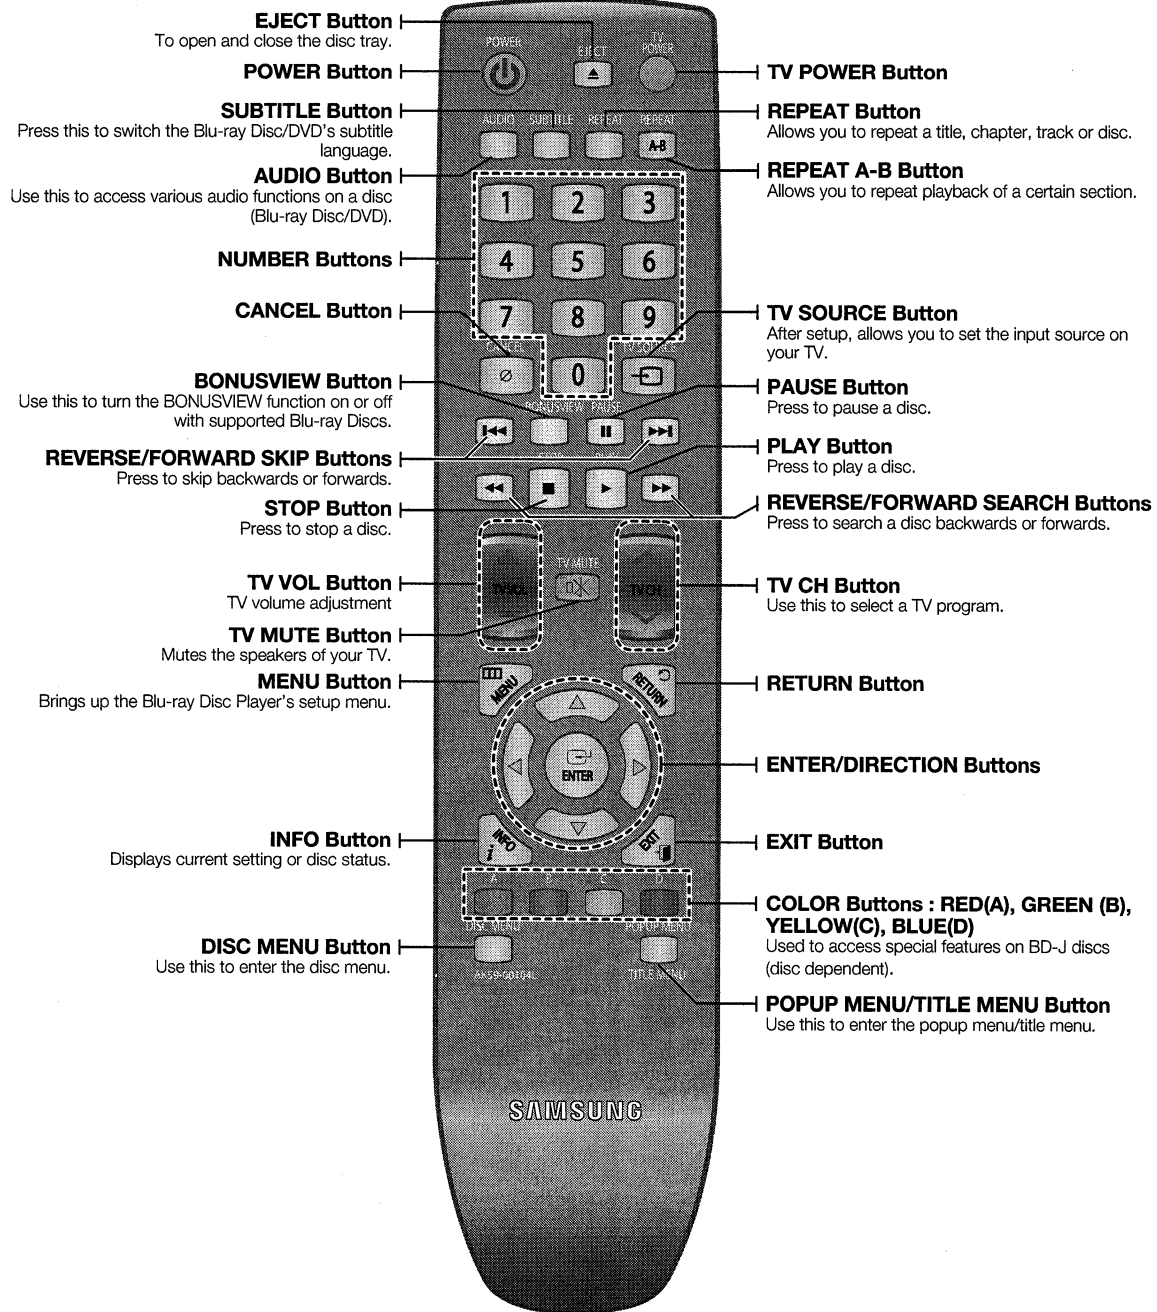 EJECT Button
To open and close the disc tray.
POWER Button
SUBTITLE Button
Press this to switch the Blu-ray Disc/DVD's subtitle
language.
AUDIO Button
Use this to access various audio functions on a disc
(Blu-ray Disc/DVD).
NUMBER Buttons
CANCEL Button
BONUSVIEW Button
Use this to turn the BONUSVIEW function on or off
with supported Blu-ray Discs.
REVERSE/FORWARD SKIP Buttons
Press to skip backwards or forwards.
STOP Button
Press to stop a disc.
TV VOL Button
TV volume adjustment
TV MUTE Button
Mutes the speakers of your TV.
MENU Button
Brings up the Blu-ray Disc Player's setup menu.
INFO Button
Displays current setting or disc status.
DISC MENU Button
Use this to enter the disc menu.
POWER
EJECT
TV
POWER
AUDIO SUBTITLE REPEAT REPEAT
A-B
1 2 3
4 5 6
7 8 9
CANCEL
TV SOURCE
0
BONUSVIEW PAUSE
TV MUTE
TV VOL
TV CH
MENU
RETURN
ENTER
INFO
i
EXIT
A B C D
DISC MENU
POPUP MENU
AK59-00104L
TITLE MENU
SAMSUNG
TV POWER Button
REPEAT Button
Allows you to repeat a title, chapter, track or disc.
REPEAT A-B Button
Allows you to repeat playback of a certain section.
TV SOURCE Button
After setup, allows you to set the input source on
your TV.
PAUSE Button
Press to pause a disc.
PLAY Button
Press to play a disc.
REVERSE/FORWARD SEARCH Buttons
Press to search a disc backwards or forwards.
TV CH Button
Use this to select a TV program.
RETURN Button
ENTER/DIRECTION Buttons
EXIT Button
COLOR Buttons : RED(A), GREEN (B),
YELLOW(C), BLUE(D)
Used to access special features on BD-J discs
(disc dependent).
POPUP MENU/TITLE MENU Button
Use this to enter the popup menu/title menu.